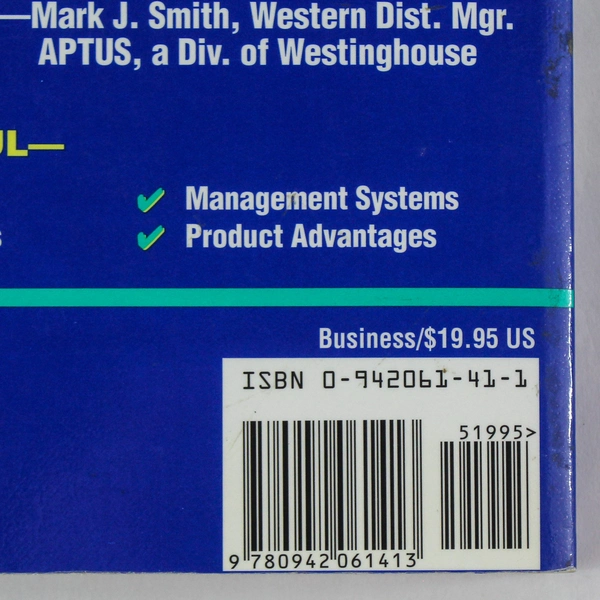 —Mark J. Smith, Western Dist. Mgr.
APTUS, a Div. of Westinghouse
UL—
✔ Management Systems
s
✔ Product Advantages
Business/$19.95 US
ISBN 0-942061-41-1
51995>
9 780942 061413